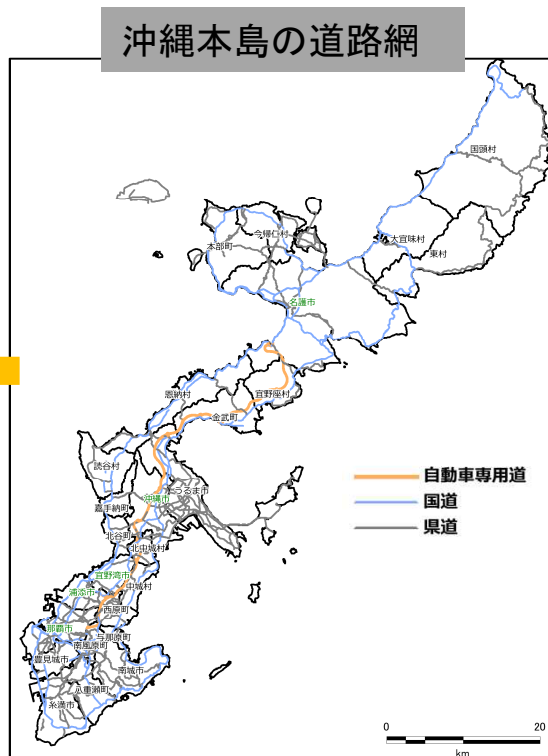 沖縄本島の道路網
国頭村
今帰仁村
本部町
大宜味村
東村
名護市
恩納村
宜野座村
金武町
読谷村
うるま市
沖縄市
嘉手納町
北谷町
北中城村
宜野湾市
中城村
浦添市
西原町
那覇市
与那原町
南風原町
豊見城市
南城市
八重瀬町
糸満市
自動車専用道
国道
県道
0 20
km